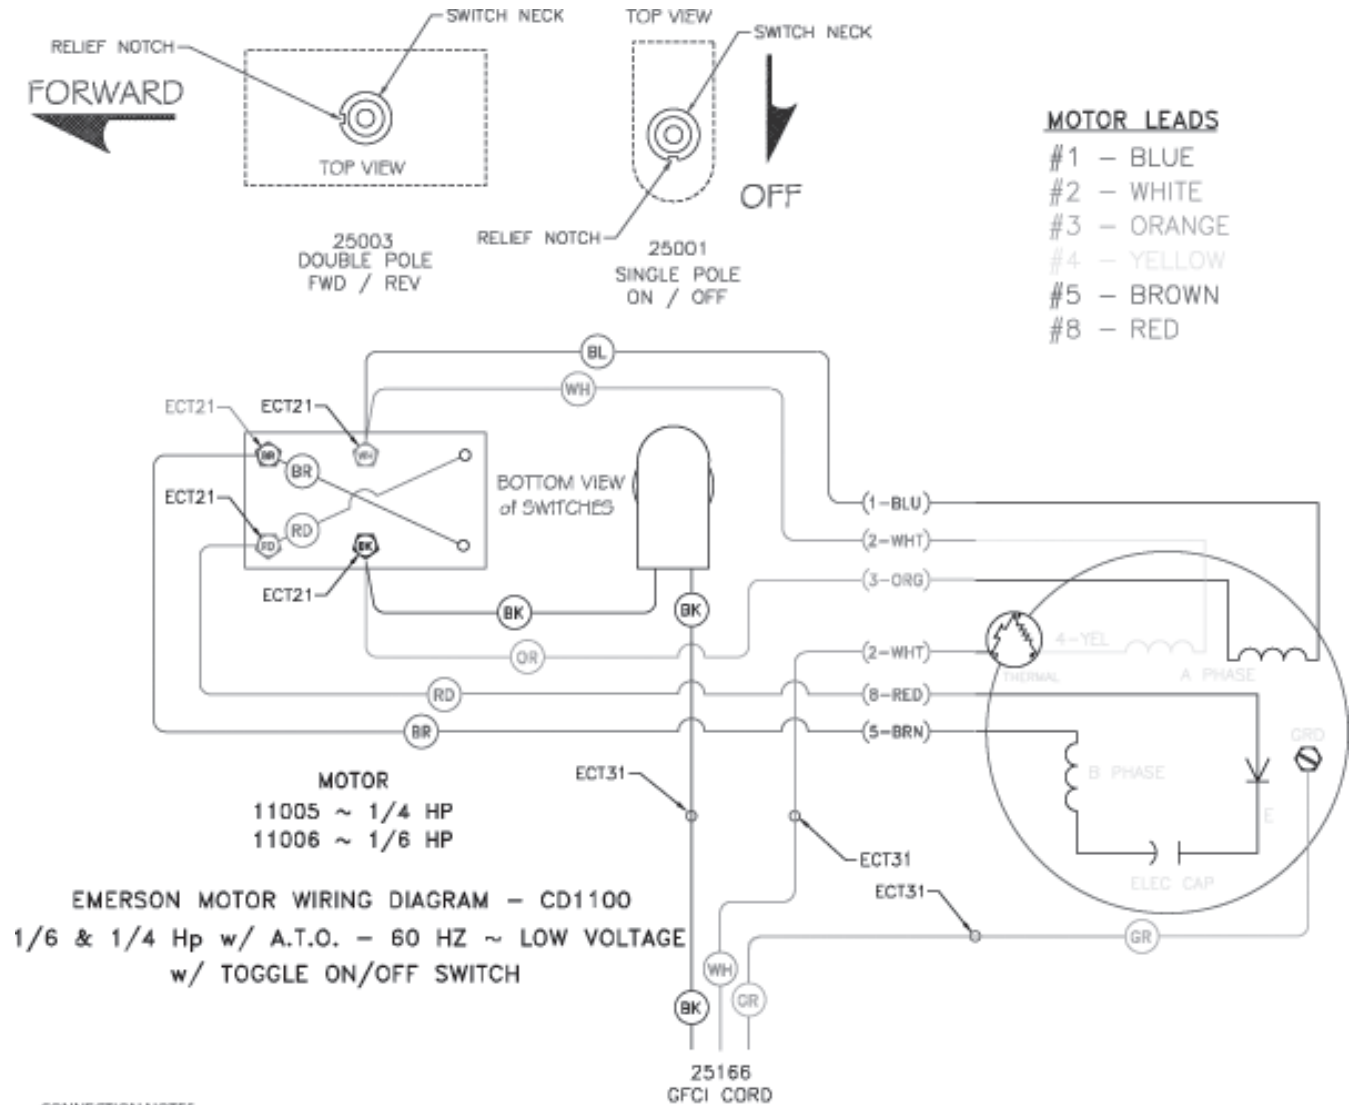 SWITCH NECK
RELIEF NOTCH
FORWARD
TOP VIEW
25003
DOUBLE POLE
FWD / REV
TOP VIEW
SWITCH NECK
OFF
RELIEF NOTCH
25001
SINGLE POLE
ON / OFF
MOTOR LEADS
#1 - BLUE
#2 - WHITE
#3 - ORANGE
#4 - YELLOW
#5 - BROWN
#8 - RED
BL
WH
ECT21
ECT21
BR
WH
BR
BOTTOM VIEW
of SWITCHES
ECT21
RD
RD
BK
ECT21
BK
BK
OR
RD
BR
(1-BLU)
(2-WHT)
(3-ORG)
(2-WHT)
(8-RED)
(5-BRN)
4-YEL
THERMAL
A PHASE
GRD
B PHASE
E
ELEC CAP
MOTOR
11005 ~ 1/4 HP
11006 ~ 1/6 HP
ECT31
ECT31
ECT31
GR
EMERSON MOTOR WIRING DIAGRAM - CD1100
1/6 & 1/4 Hp w/ A.T.O. - 60 HZ ~ LOW VOLTAGE
w/ TOGGLE ON/OFF SWITCH
WH
BK
GR
25166
GFCI CORD